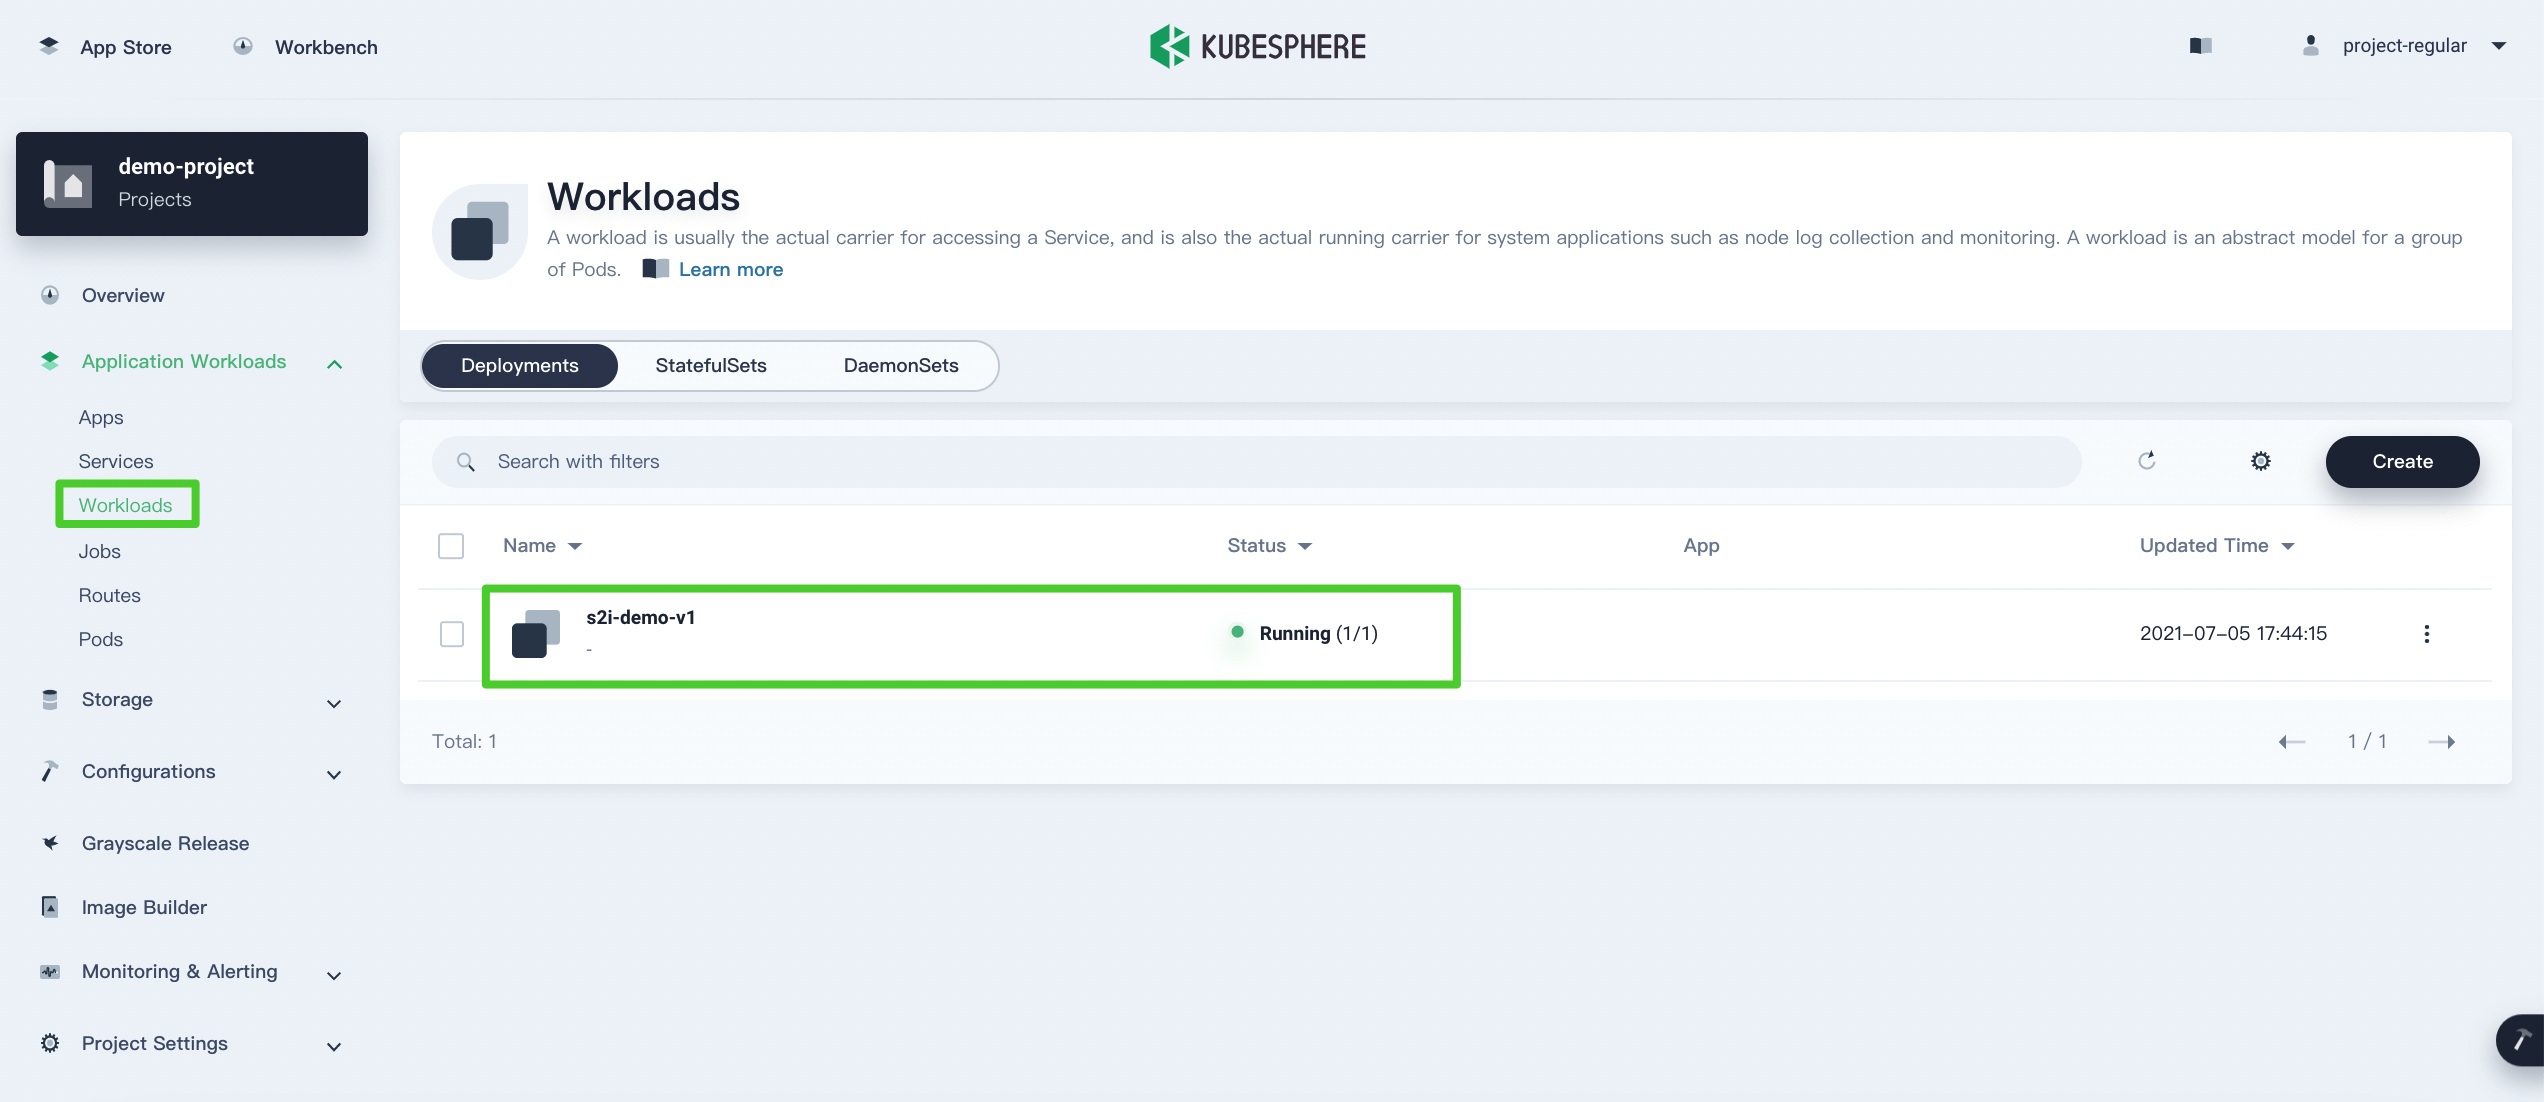 App Store
Workbench
KUBESPHERE
project-regular
demo-project
Projects
Overview
Application Workloads
Apps
Services
Workloads
Jobs
Routes
Pods
Storage
Configurations
Grayscale Release
Image Builder
Monitoring & Alerting
Project Settings
Workloads
A workload is usually the actual carrier for accessing a Service, and is also the actual running carrier for system applications such as node log collection and monitoring. A workload is an abstract model for a group
of Pods. Learn more
Deployments StatefulSets DaemonSets
Search with filters
Create
Name Status App Updated Time
s2i-demo-v1
-
Running (1/1)
2021-07-05 17:44:15
Total: 1
1 / 1